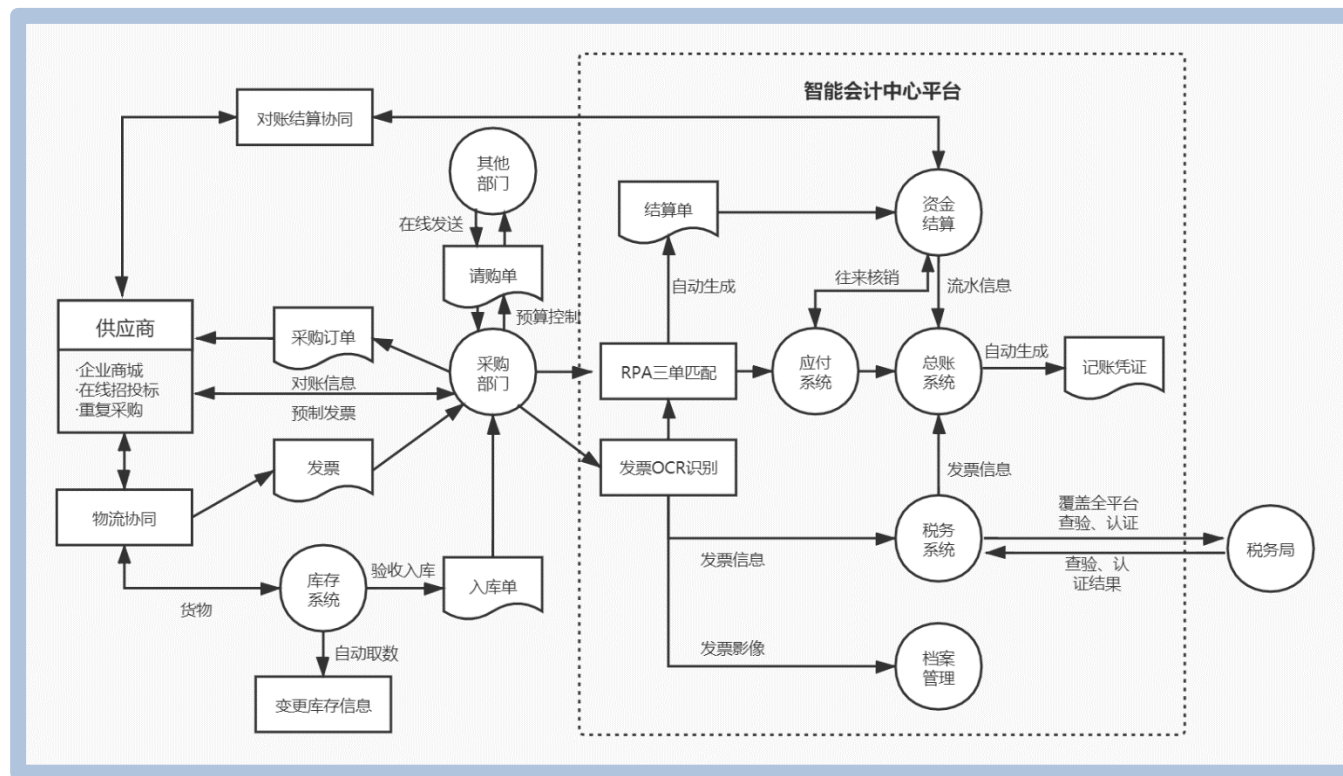 智能会计中心平台
对账结算协同
其他
部门
在线发送
结算单
资金
结算
请购单
往来核销
自动生成
流水信息
预算控制
供应商
·企业商城
·在线招投标
·重复采购
采购订单
对账信息
预制发票
采购
部门
RPA三单匹配
应付
系统
总账
系统
自动生成
记账凭证
发票
发票OCR识别
发票信息
物流协同
覆盖全平台
查验、认证
税务
系统
税务局
查验、认
证结果
发票信息
库存
系统
验收入库
入库单
货物
自动取数
发票影像
档案
管理
变更库存信息